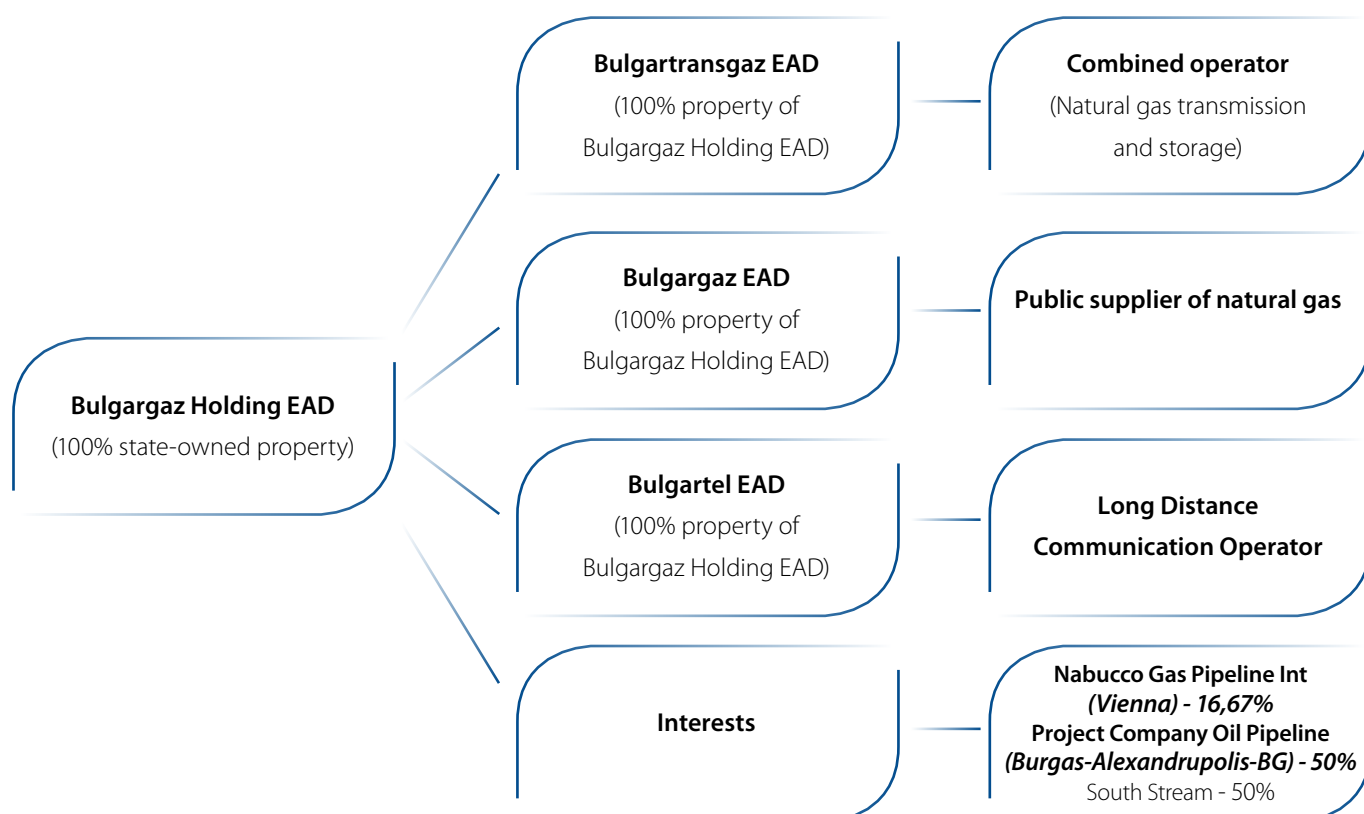 Bulgartransgaz EAD
(100% property of
Bulgargaz Holding EAD)
Combined operator
(Natural gas transmission
and storage)
Bulgargaz EAD
(100% property of
Bulgargaz Holding EAD)
Public supplier of natural gas
Bulgargaz Holding EAD
(100% state-owned property)
Bulgartel EAD
(100% property of
Bulgargaz Holding EAD)
Long Distance
Communication Operator
Interests
Nabucco Gas Pipeline Int
(Vienna) - 16,67%
Project Company Oil Pipeline
(Burgas-Alexandrupolis-BG) - 50%
South Stream - 50%